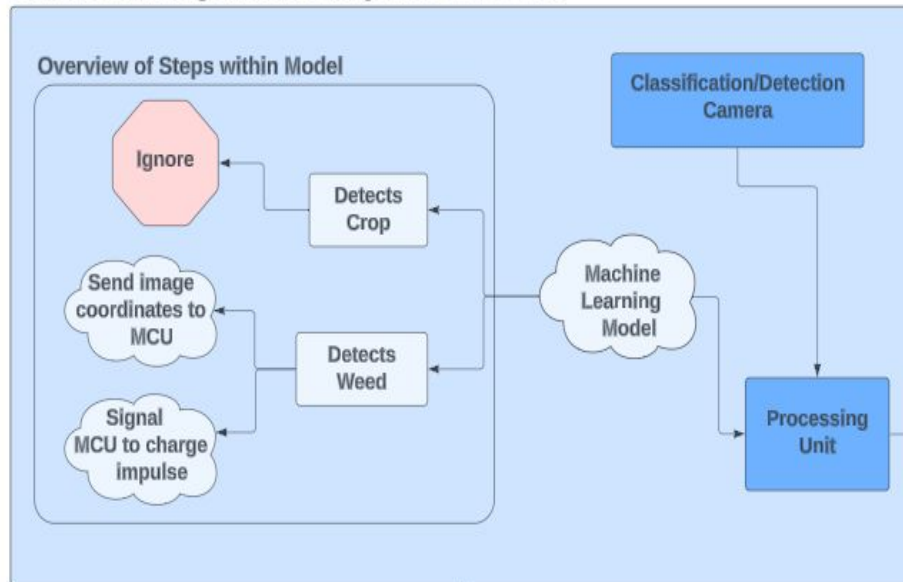 Overview of Steps within Model
Classification/Detection
Camera
Ignore
Detects
Crop
Send image
coordinates to
MCU
Machine
Learning
Model
Detects
Weed
Signal
MCU to charge
impulse
Processing
Unit